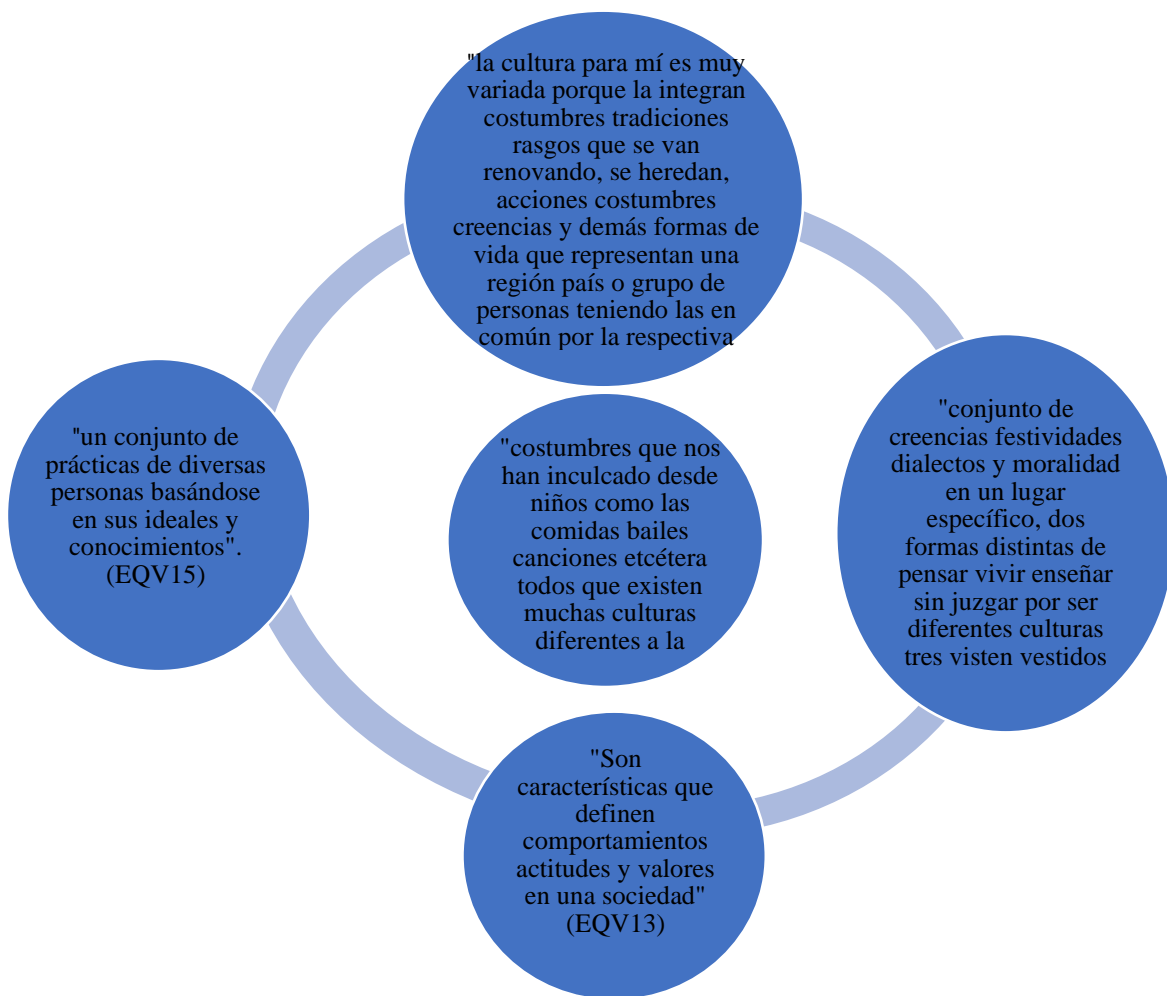 "la cultura para mí es muy
variada porque la integran
costumbres tradiciones
rasgos que se van
renovando, se heredan,
acciones costumbres
creencias y demás formas de
vida que representan una
región país o grupo de
personas teniendo las en
común por la respectiva
"conjunto de
creencias festividades
dialectos y moralidad
en un lugar
específico, dos
formas distintas de
pensar vivir enseñar
sin juzgar por ser
diferentes culturas
tres visten vestidos
"Son
características que
definen
comportamientos
actitudes y valores
en una sociedad"
(EQV13)
"un conjunto de
prácticas de diversas
personas basándose
en sus ideales y
conocimientos".
(EQV15)
"costumbres que nos
han inculcado desde
niños como las
comidas bailes
canciones etcétera
todos que existen
muchas culturas
diferentes a la